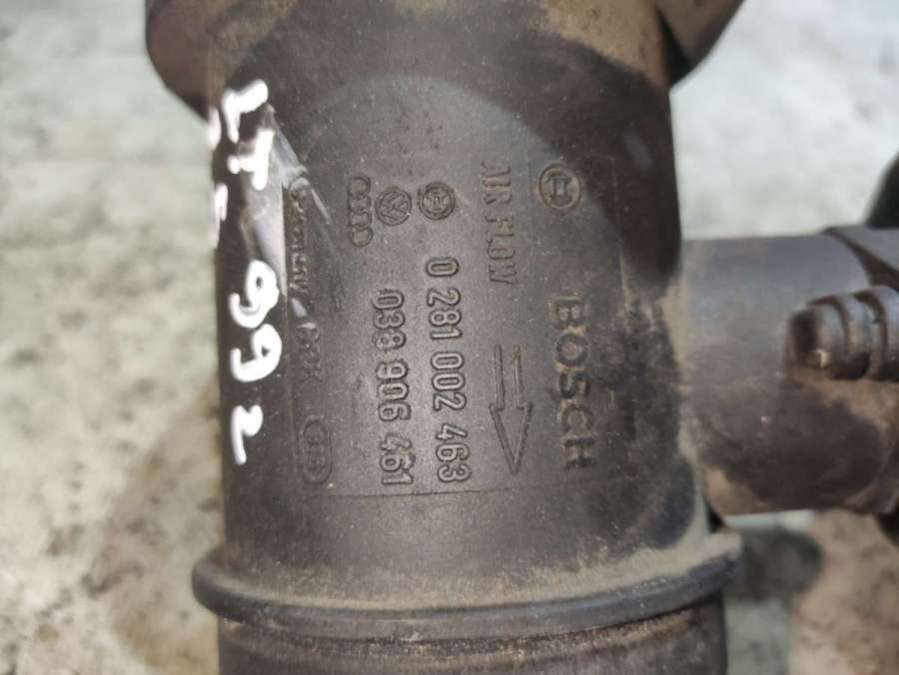 BOSCH
AIR FLOW
0 281 002 463
038 906 461
LT-992